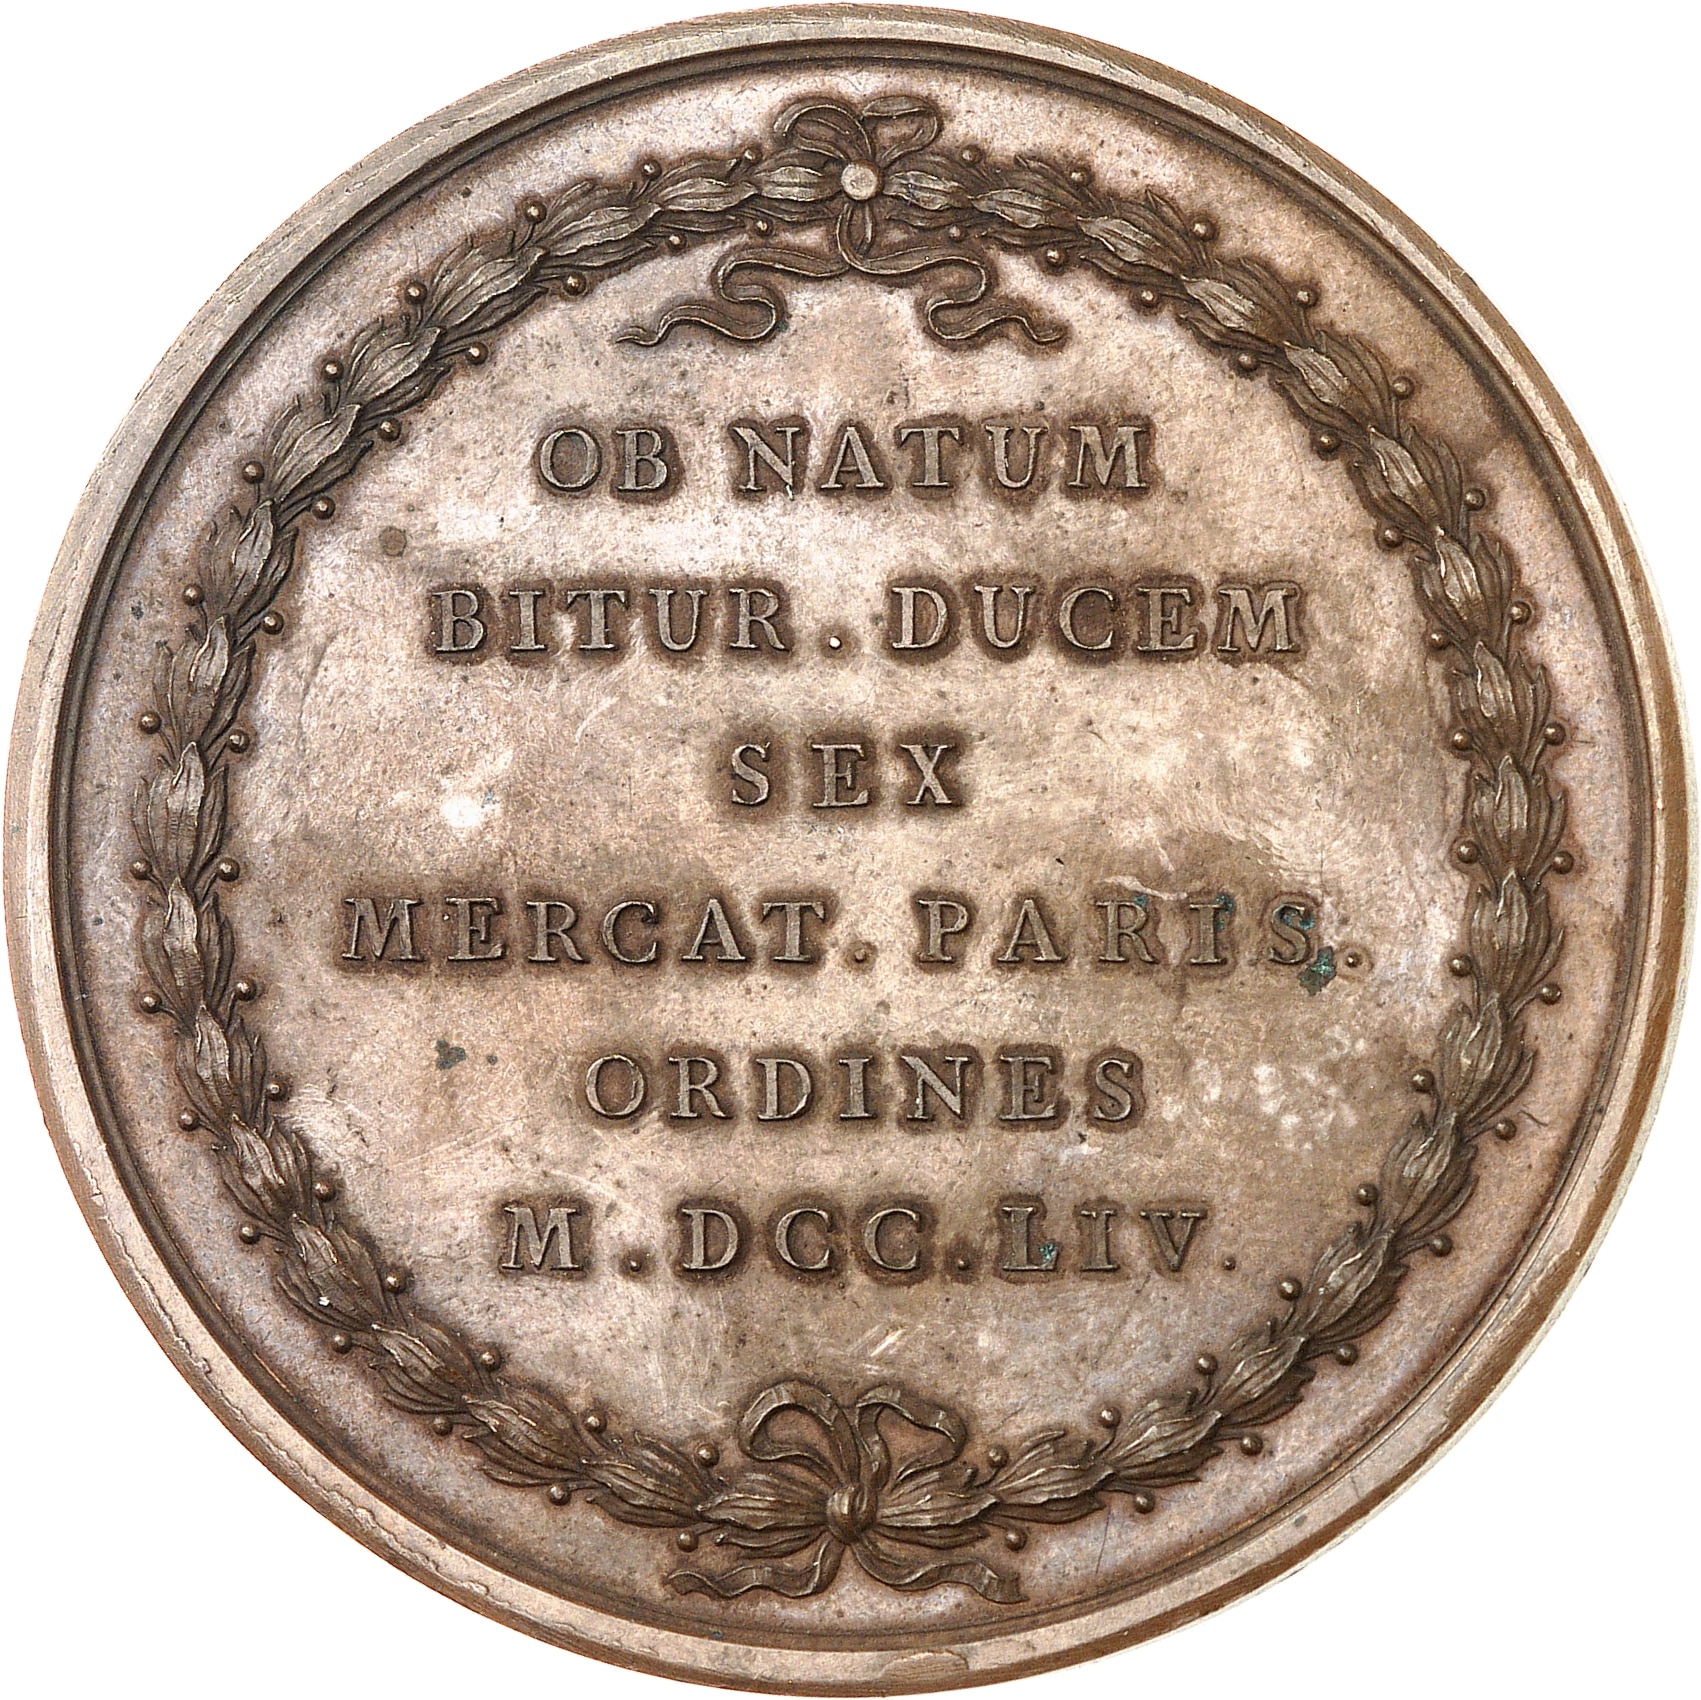 OB NATUM
BITUR . DUCEM
SEX
MERCAT . PARIS .
ORDINES
M . DCC . LIV .